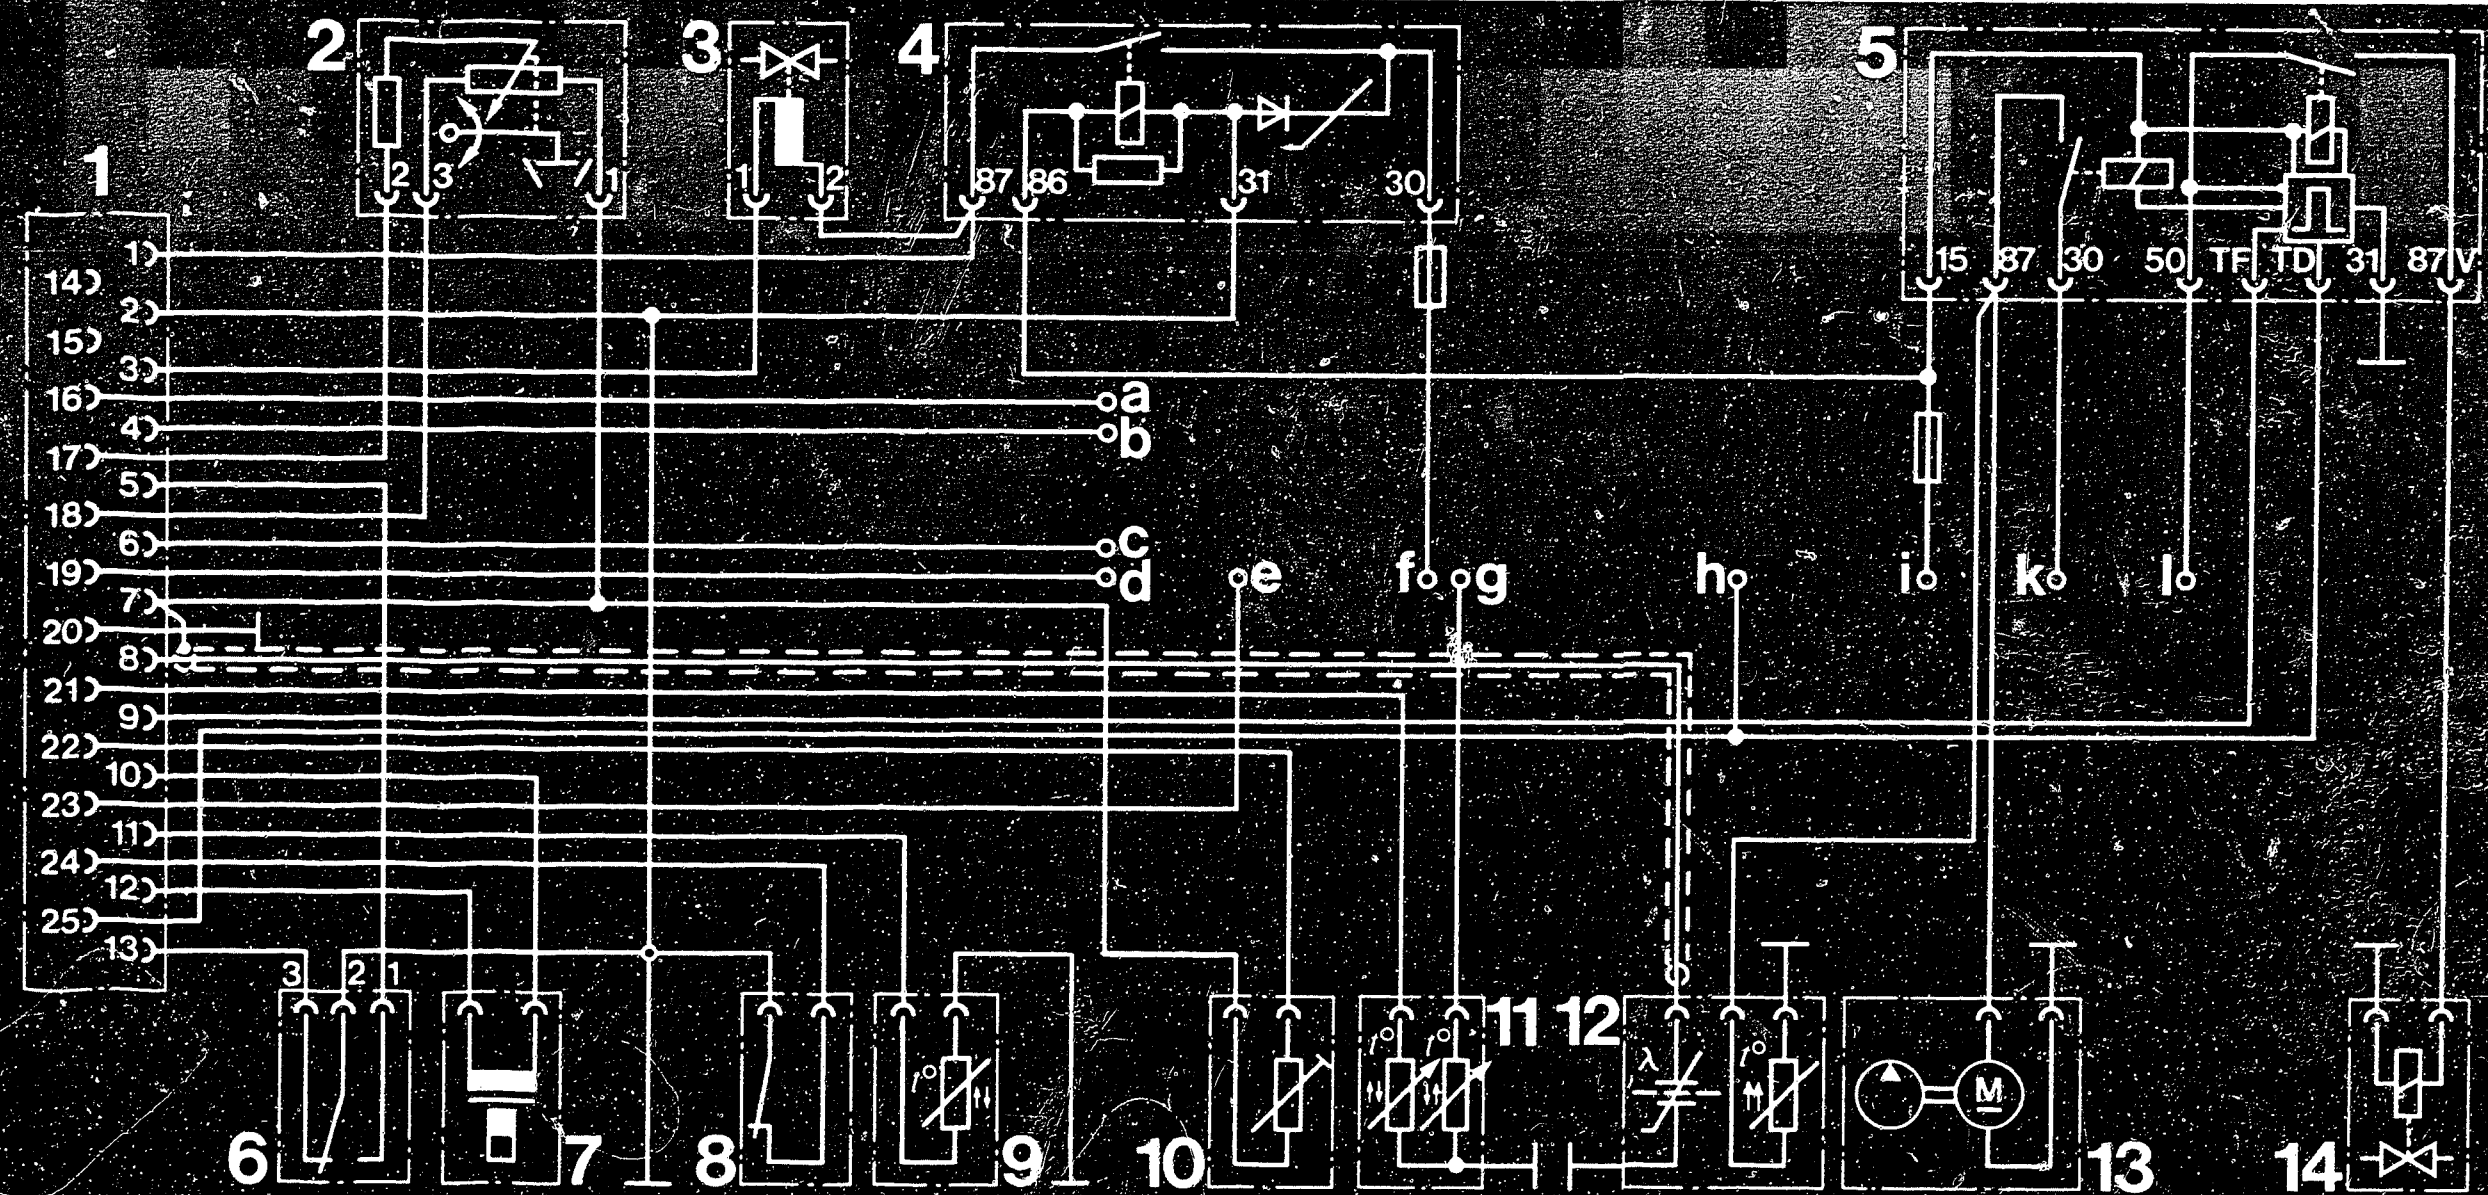 2 3 4 5
1
2 3 1
1 2
87 86 31 30
15 87 30 50 TF TD 31 87V
1
14
2
15
3
16
4
17
5
18
6
19
7
20
8
21
9
22
10
23
11
24
12
25
13
a
b
c
d
e f g h i k l
3 2 1
t° t° t° λ t°
M
6 7 8 9 10 11 12 13 14